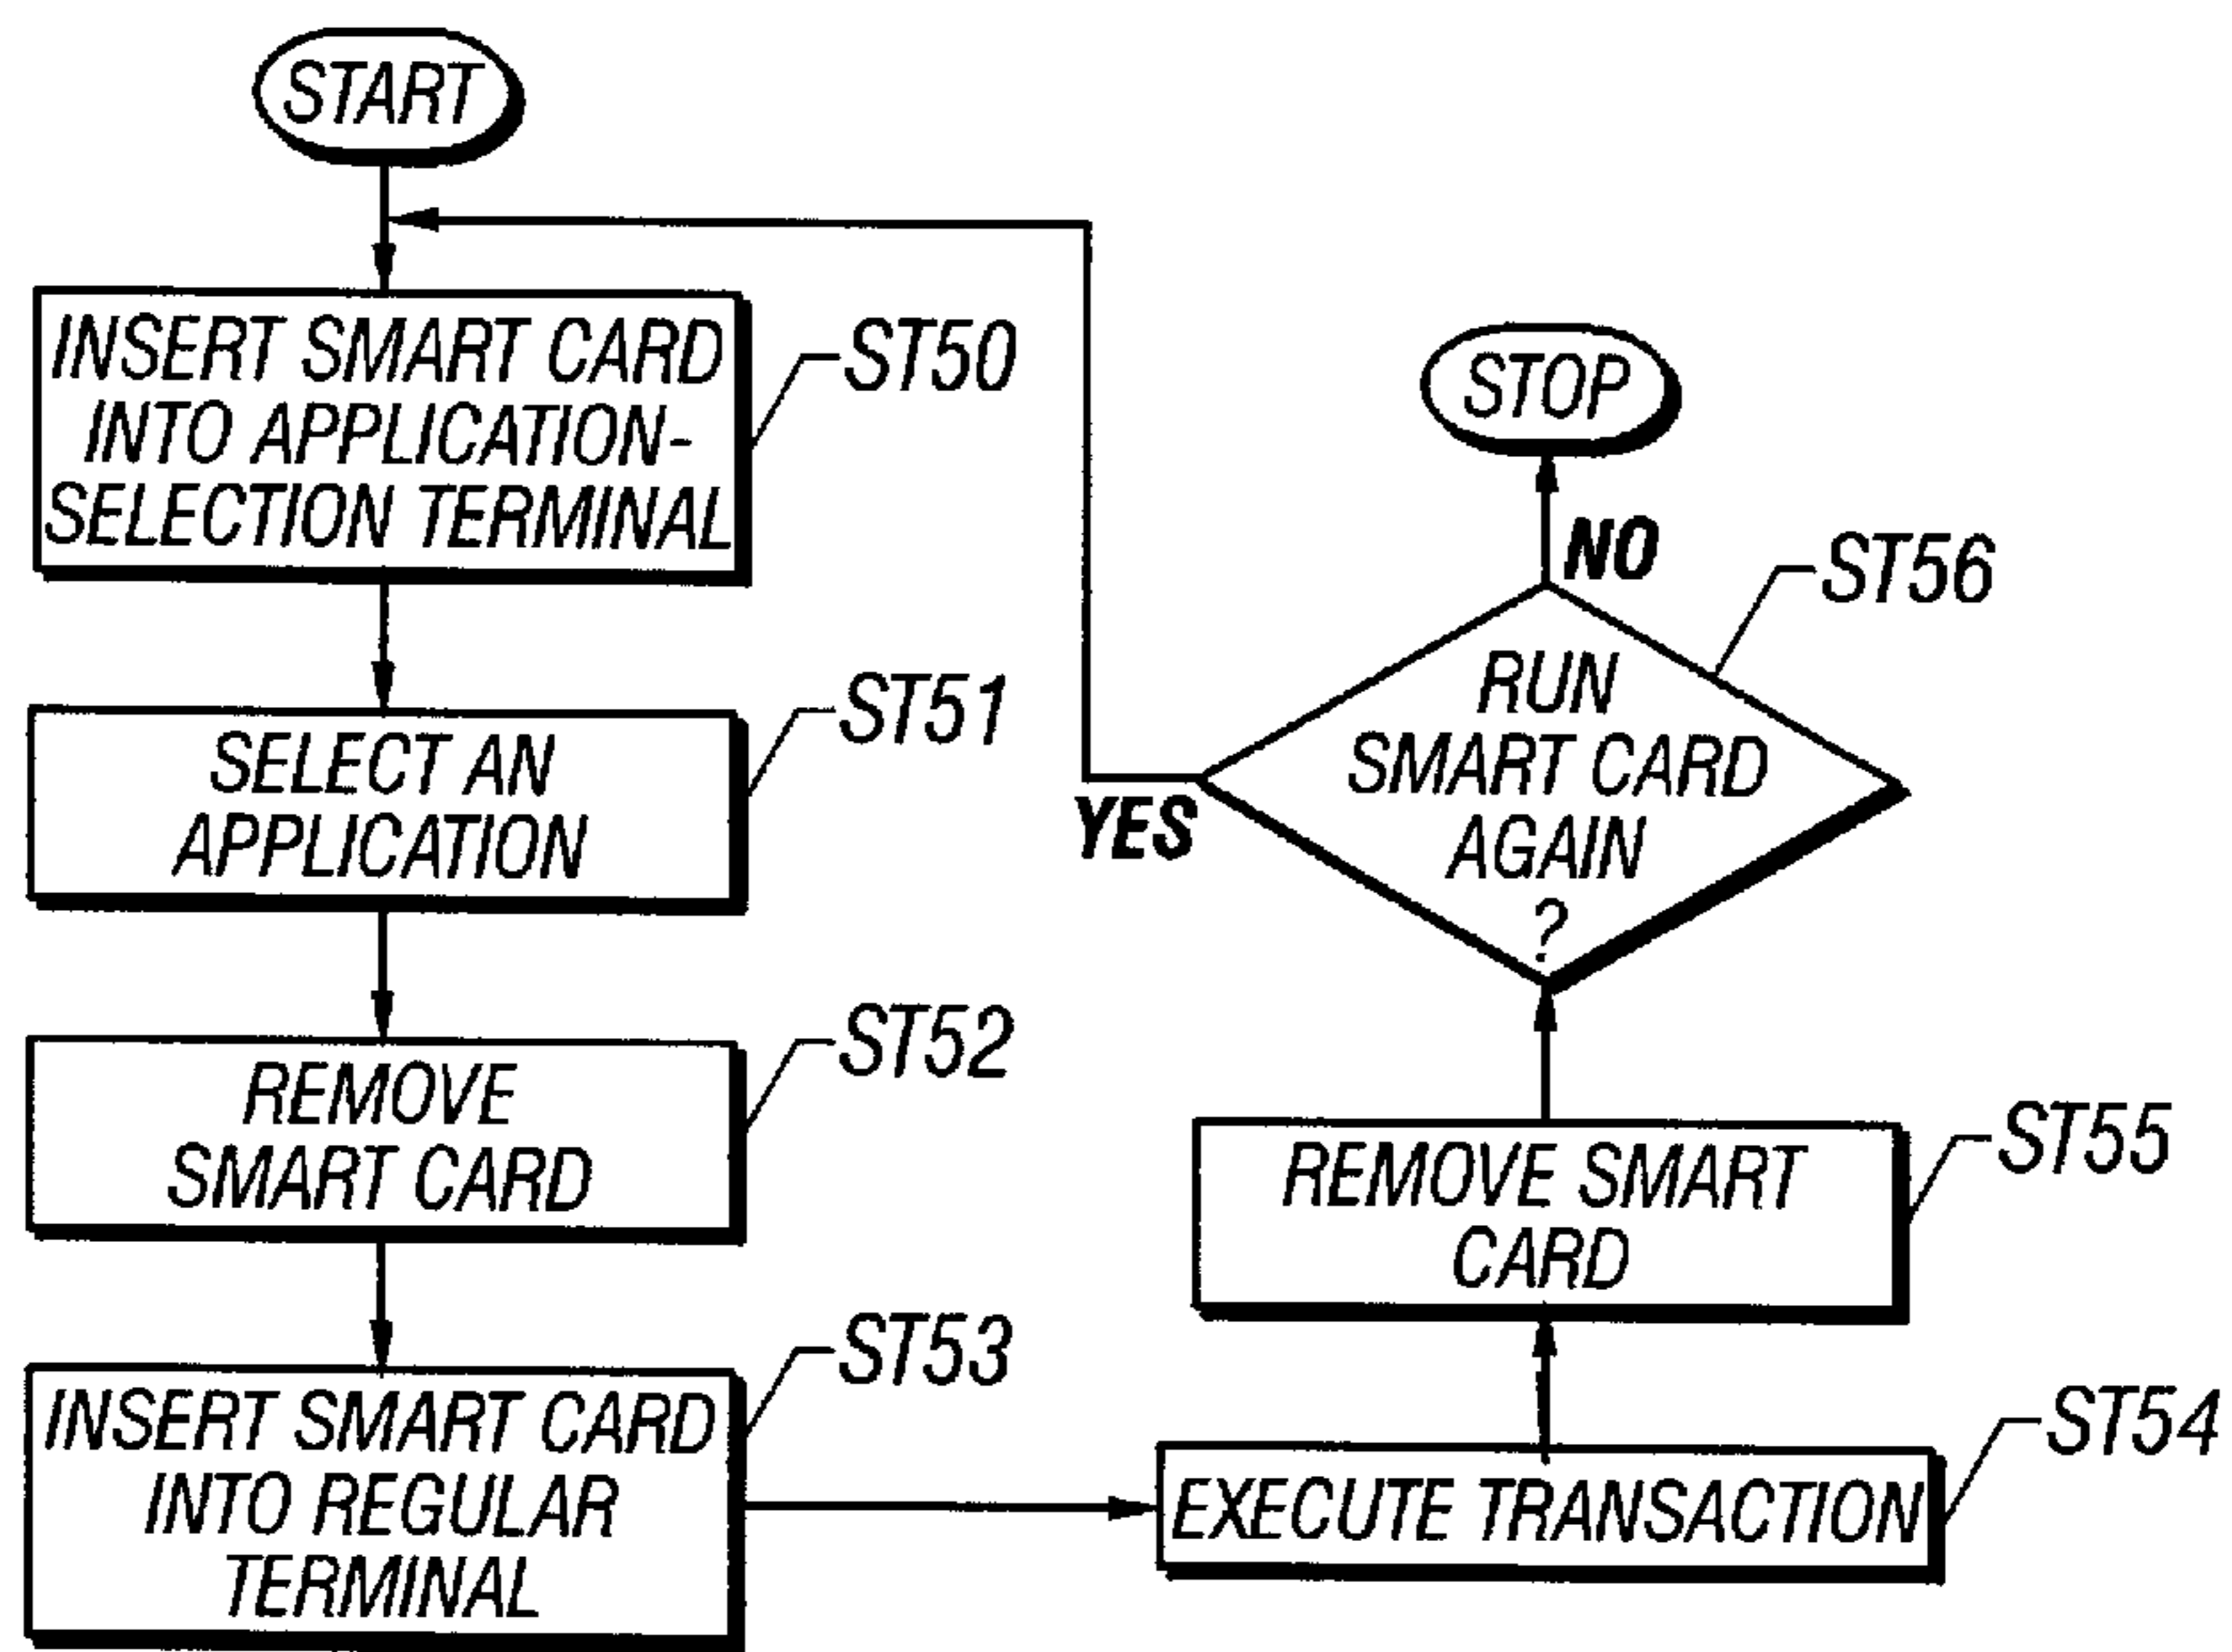 START
INSERT SMART CARD
INTO APPLICATION-
SELECTION TERMINAL
ST50
SELECT AN
APPLICATION
ST51
REMOVE
SMART CARD
ST52
INSERT SMART CARD
INTO REGULAR
TERMINAL
ST53
EXECUTE TRANSACTION
ST54
REMOVE SMART
CARD
ST55
RUN
SMART CARD
AGAIN
?
ST56
YES
NO
STOP